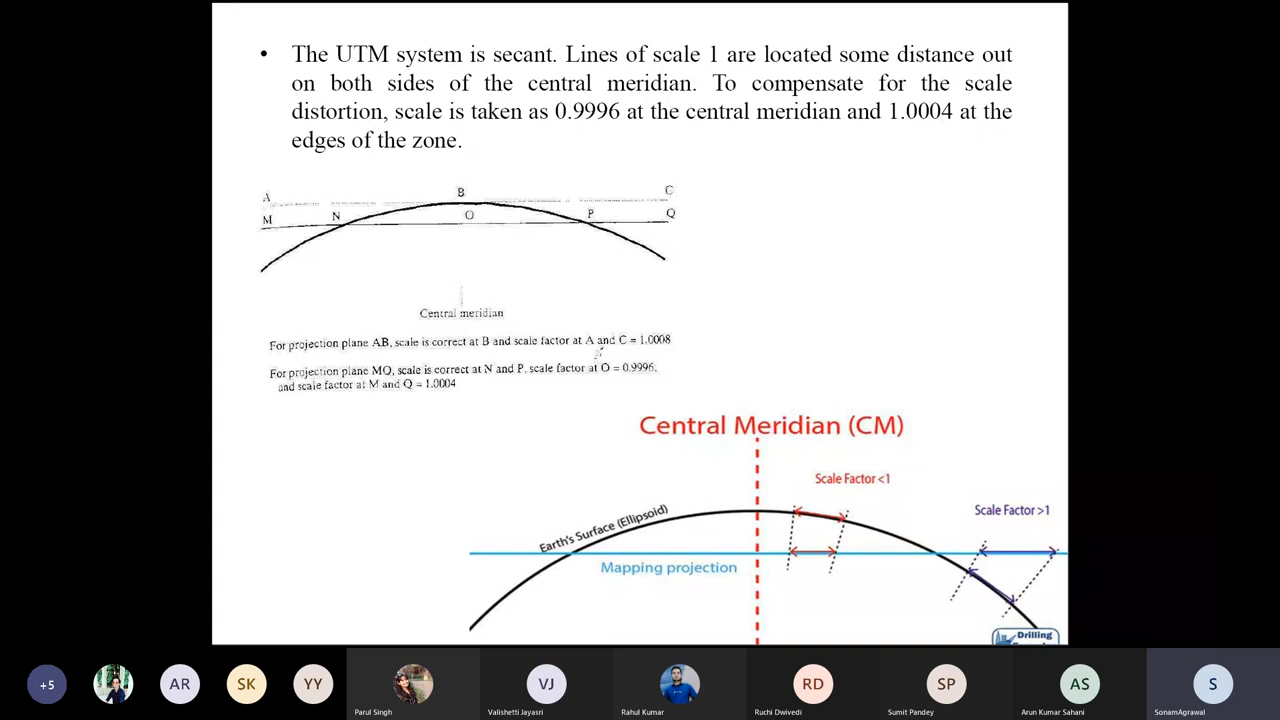 • The UTM system is secant. Lines of scale 1 are located some distance out
on both sides of the central meridian. To compensate for the scale
distortion, scale is taken as 0.9996 at the central meridian and 1.0004 at the
edges of the zone.
A B C
M N O P Q
Central meridian
For projection plane AB, scale is correct at B and scale factor at A and C = 1.0008
For projection plane MQ, scale is correct at N and P, scale factor at O = 0.9996,
and scale factor at M and Q = 1.0004
Central Meridian (CM)
Scale Factor <1
Scale Factor >1
Earth's Surface (Ellipsoid)
Mapping projection
Drilling
+5 AR SK YY VJ RD SP AS S
Parul Singh Valishetti Jayasri Rahul Kumar Ruchi Dwivedi Sumit Pandey Arun Kumar Sahani SonamAgrawal